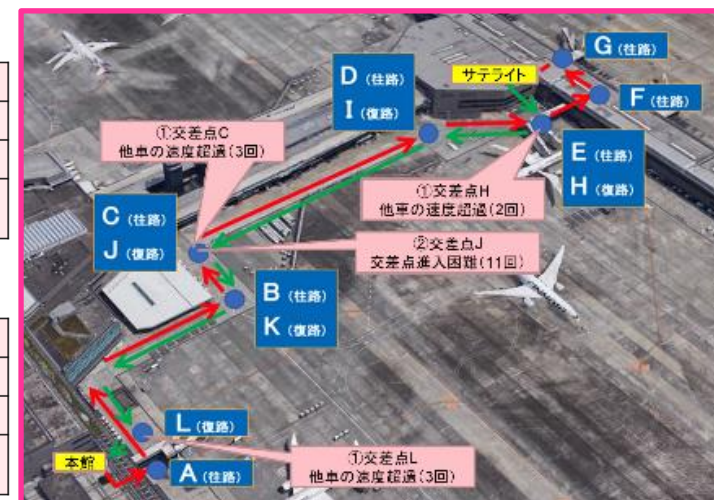 G (往路)
D (往路)
I (復路)
サテライト
F (往路)
①交差点C
他車の速度超過(3回)
E (往路)
H (復路)
①交差点H
他車の速度超過(2回)
C (往路)
J (復路)
②交差点J
交差点進入困難(11回)
B (往路)
K (復路)
L (復路)
本館
A (往路)
①交差点L
他車の速度超過(3回)